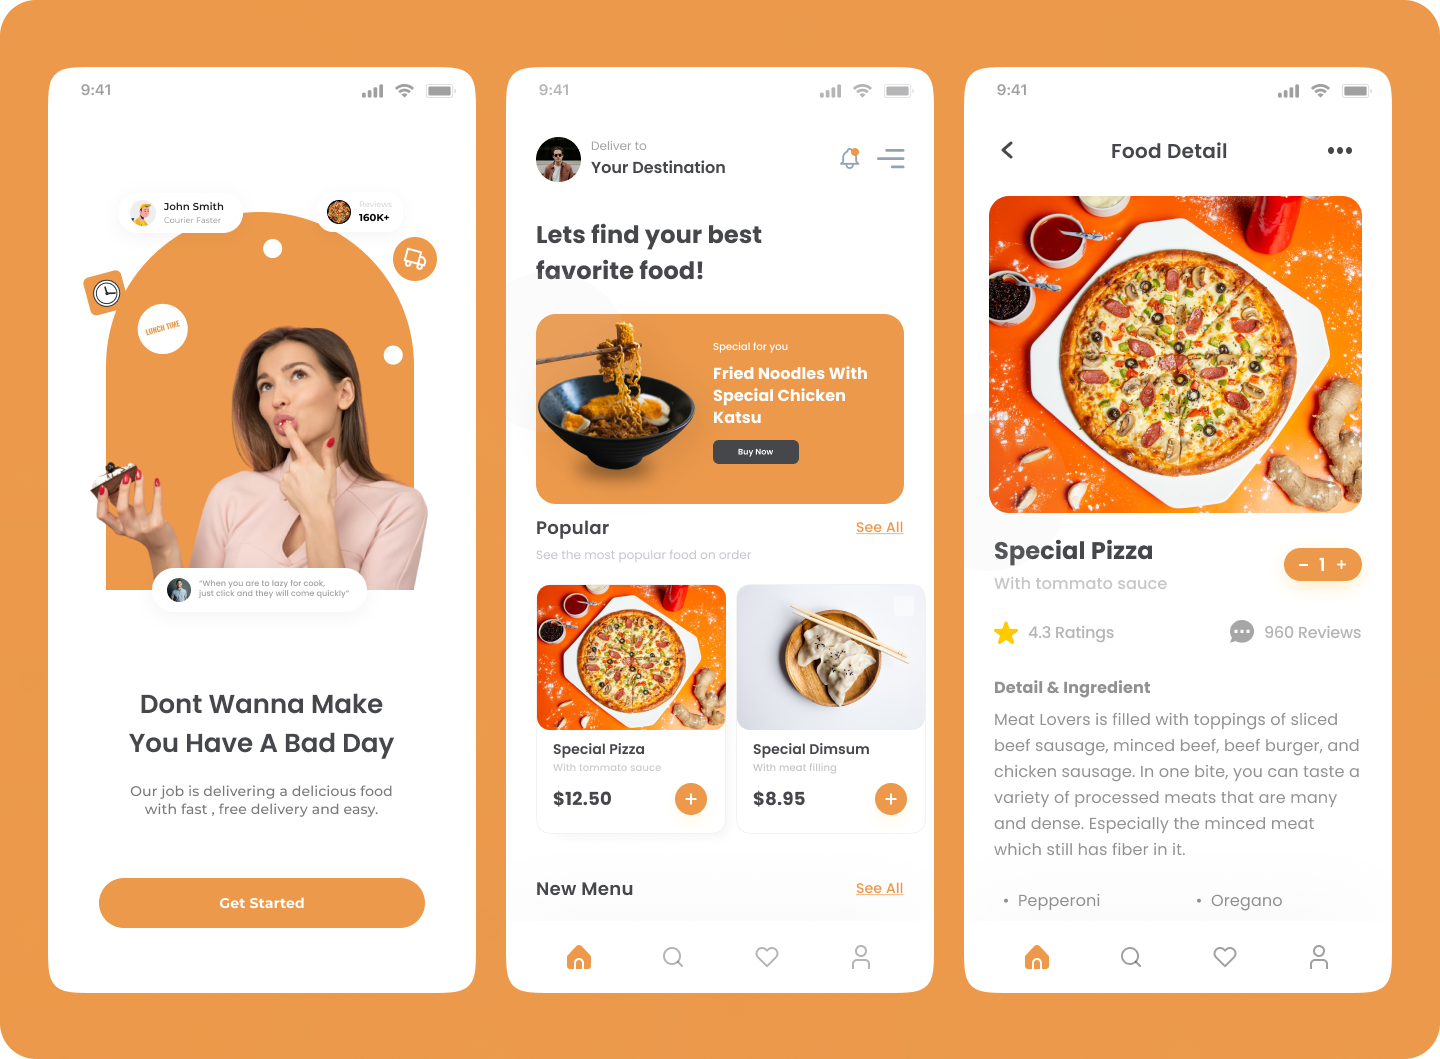 9:41
John Smith
Courier Faster
Reviews
160K+
LUNCH TIME
"When you are to lazy for cook,
just click and they will come quickly"
Dont Wanna Make
You Have A Bad Day
Our job is delivering a delicious food
with fast , free delivery and easy.
Get Started
9:41
Deliver to
Your Destination
Lets find your best
favorite food!
Special for you
Fried Noodles With
Special Chicken
Katsu
Buy Now
Popular
See All
See the most popular food on order
Special Pizza
With tommato sauce
$12.50
+
Special Dimsum
With meat filling
$8.95
+
New Menu
See All
9:41
Food Detail
Special Pizza
With tommato sauce
− 1 +
4.3 Ratings
960 Reviews
Detail & Ingredient
Meat Lovers is filled with toppings of sliced
beef sausage, minced beef, beef burger, and
chicken sausage. In one bite, you can taste a
variety of processed meats that are many
and dense. Especially the minced meat
which still has fiber in it.
• Pepperoni
• Oregano